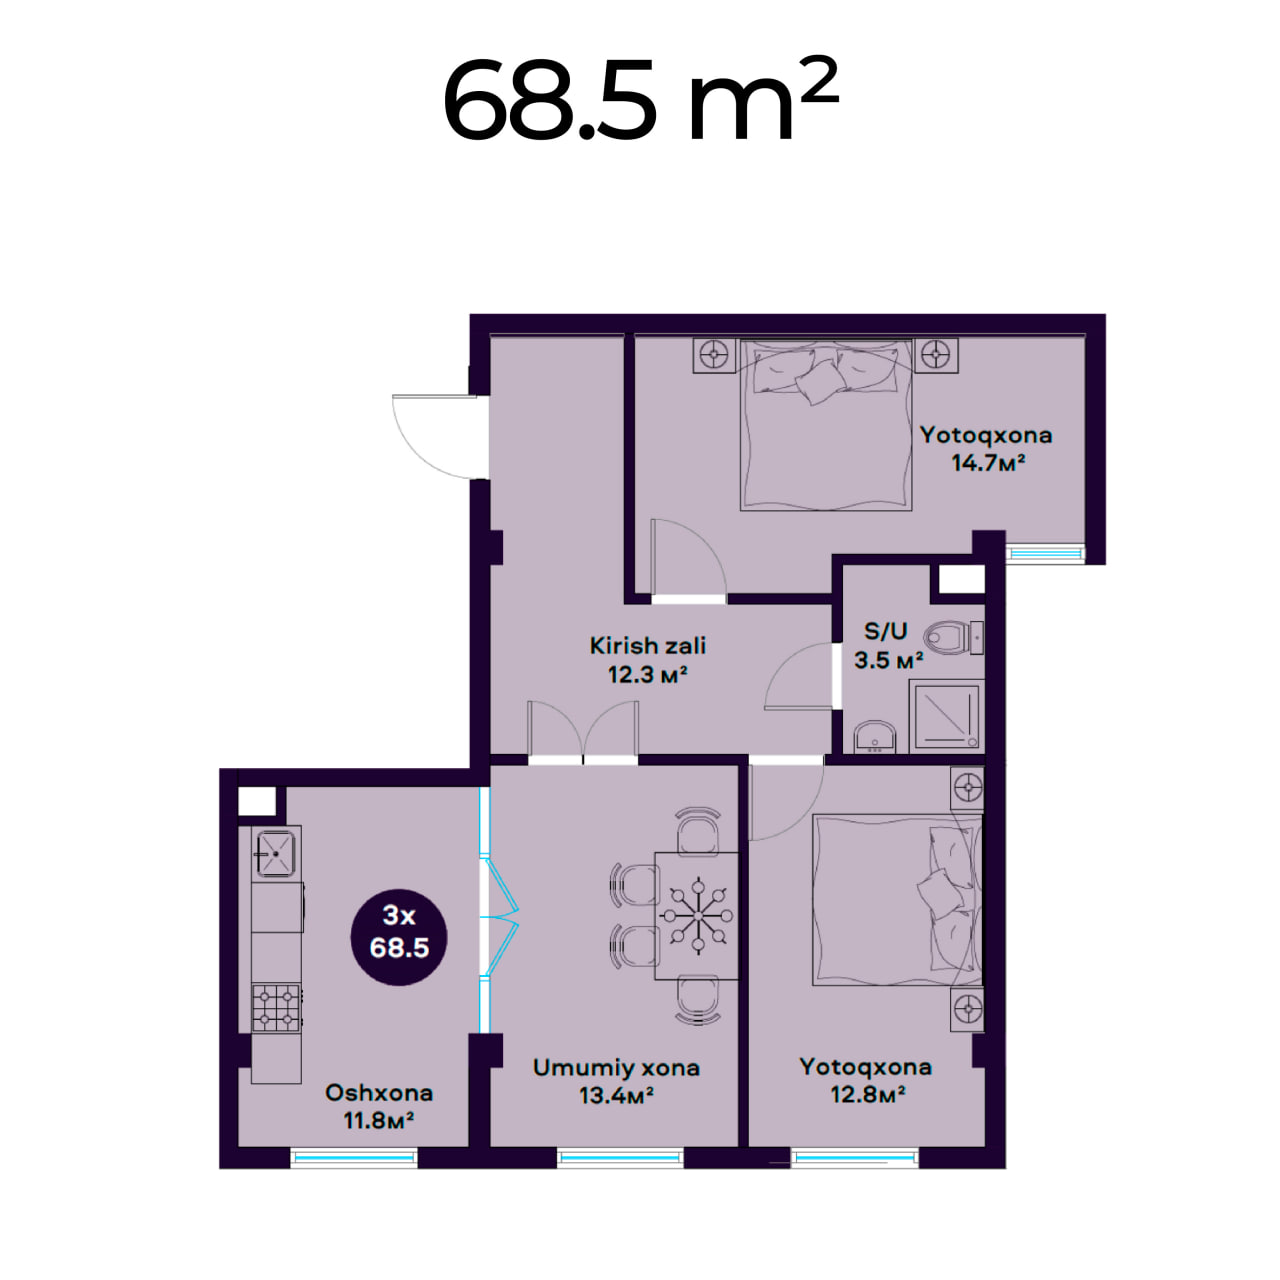 68.5 m²
Yotoqxona
14.7м²
Kirish zali
12.3 м²
S/U
3.5 м²
3x
68.5
Oshxona
11.8м²
Umumiy xona
13.4м²
Yotoqxona
12.8м²